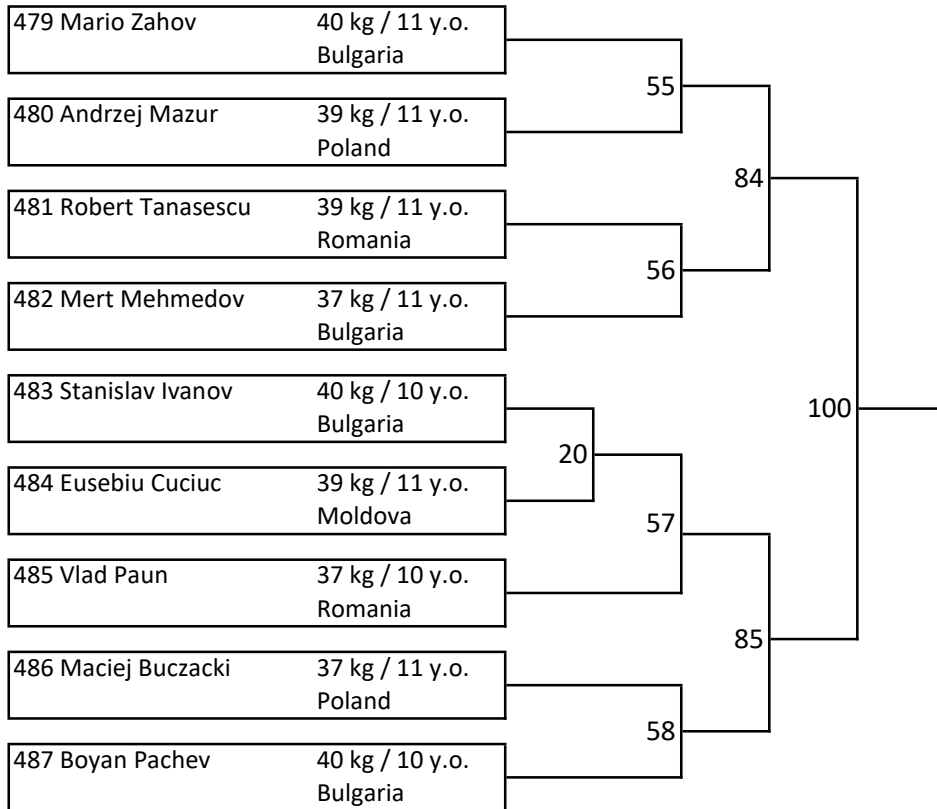 479 Mario Zahov 40 kg / 11 y.o.
Bulgaria
55
480 Andrzej Mazur 39 kg / 11 y.o.
Poland
84
481 Robert Tanasescu 39 kg / 11 y.o.
Romania
56
482 Mert Mehmedov 37 kg / 11 y.o.
Bulgaria
483 Stanislav Ivanov 40 kg / 10 y.o.
Bulgaria
100
20
484 Eusebiu Cuciuc 39 kg / 11 y.o.
Moldova
57
485 Vlad Paun 37 kg / 10 y.o.
Romania
85
486 Maciej Buczacki 37 kg / 11 y.o.
Poland
58
487 Boyan Pachev 40 kg / 10 y.o.
Bulgaria